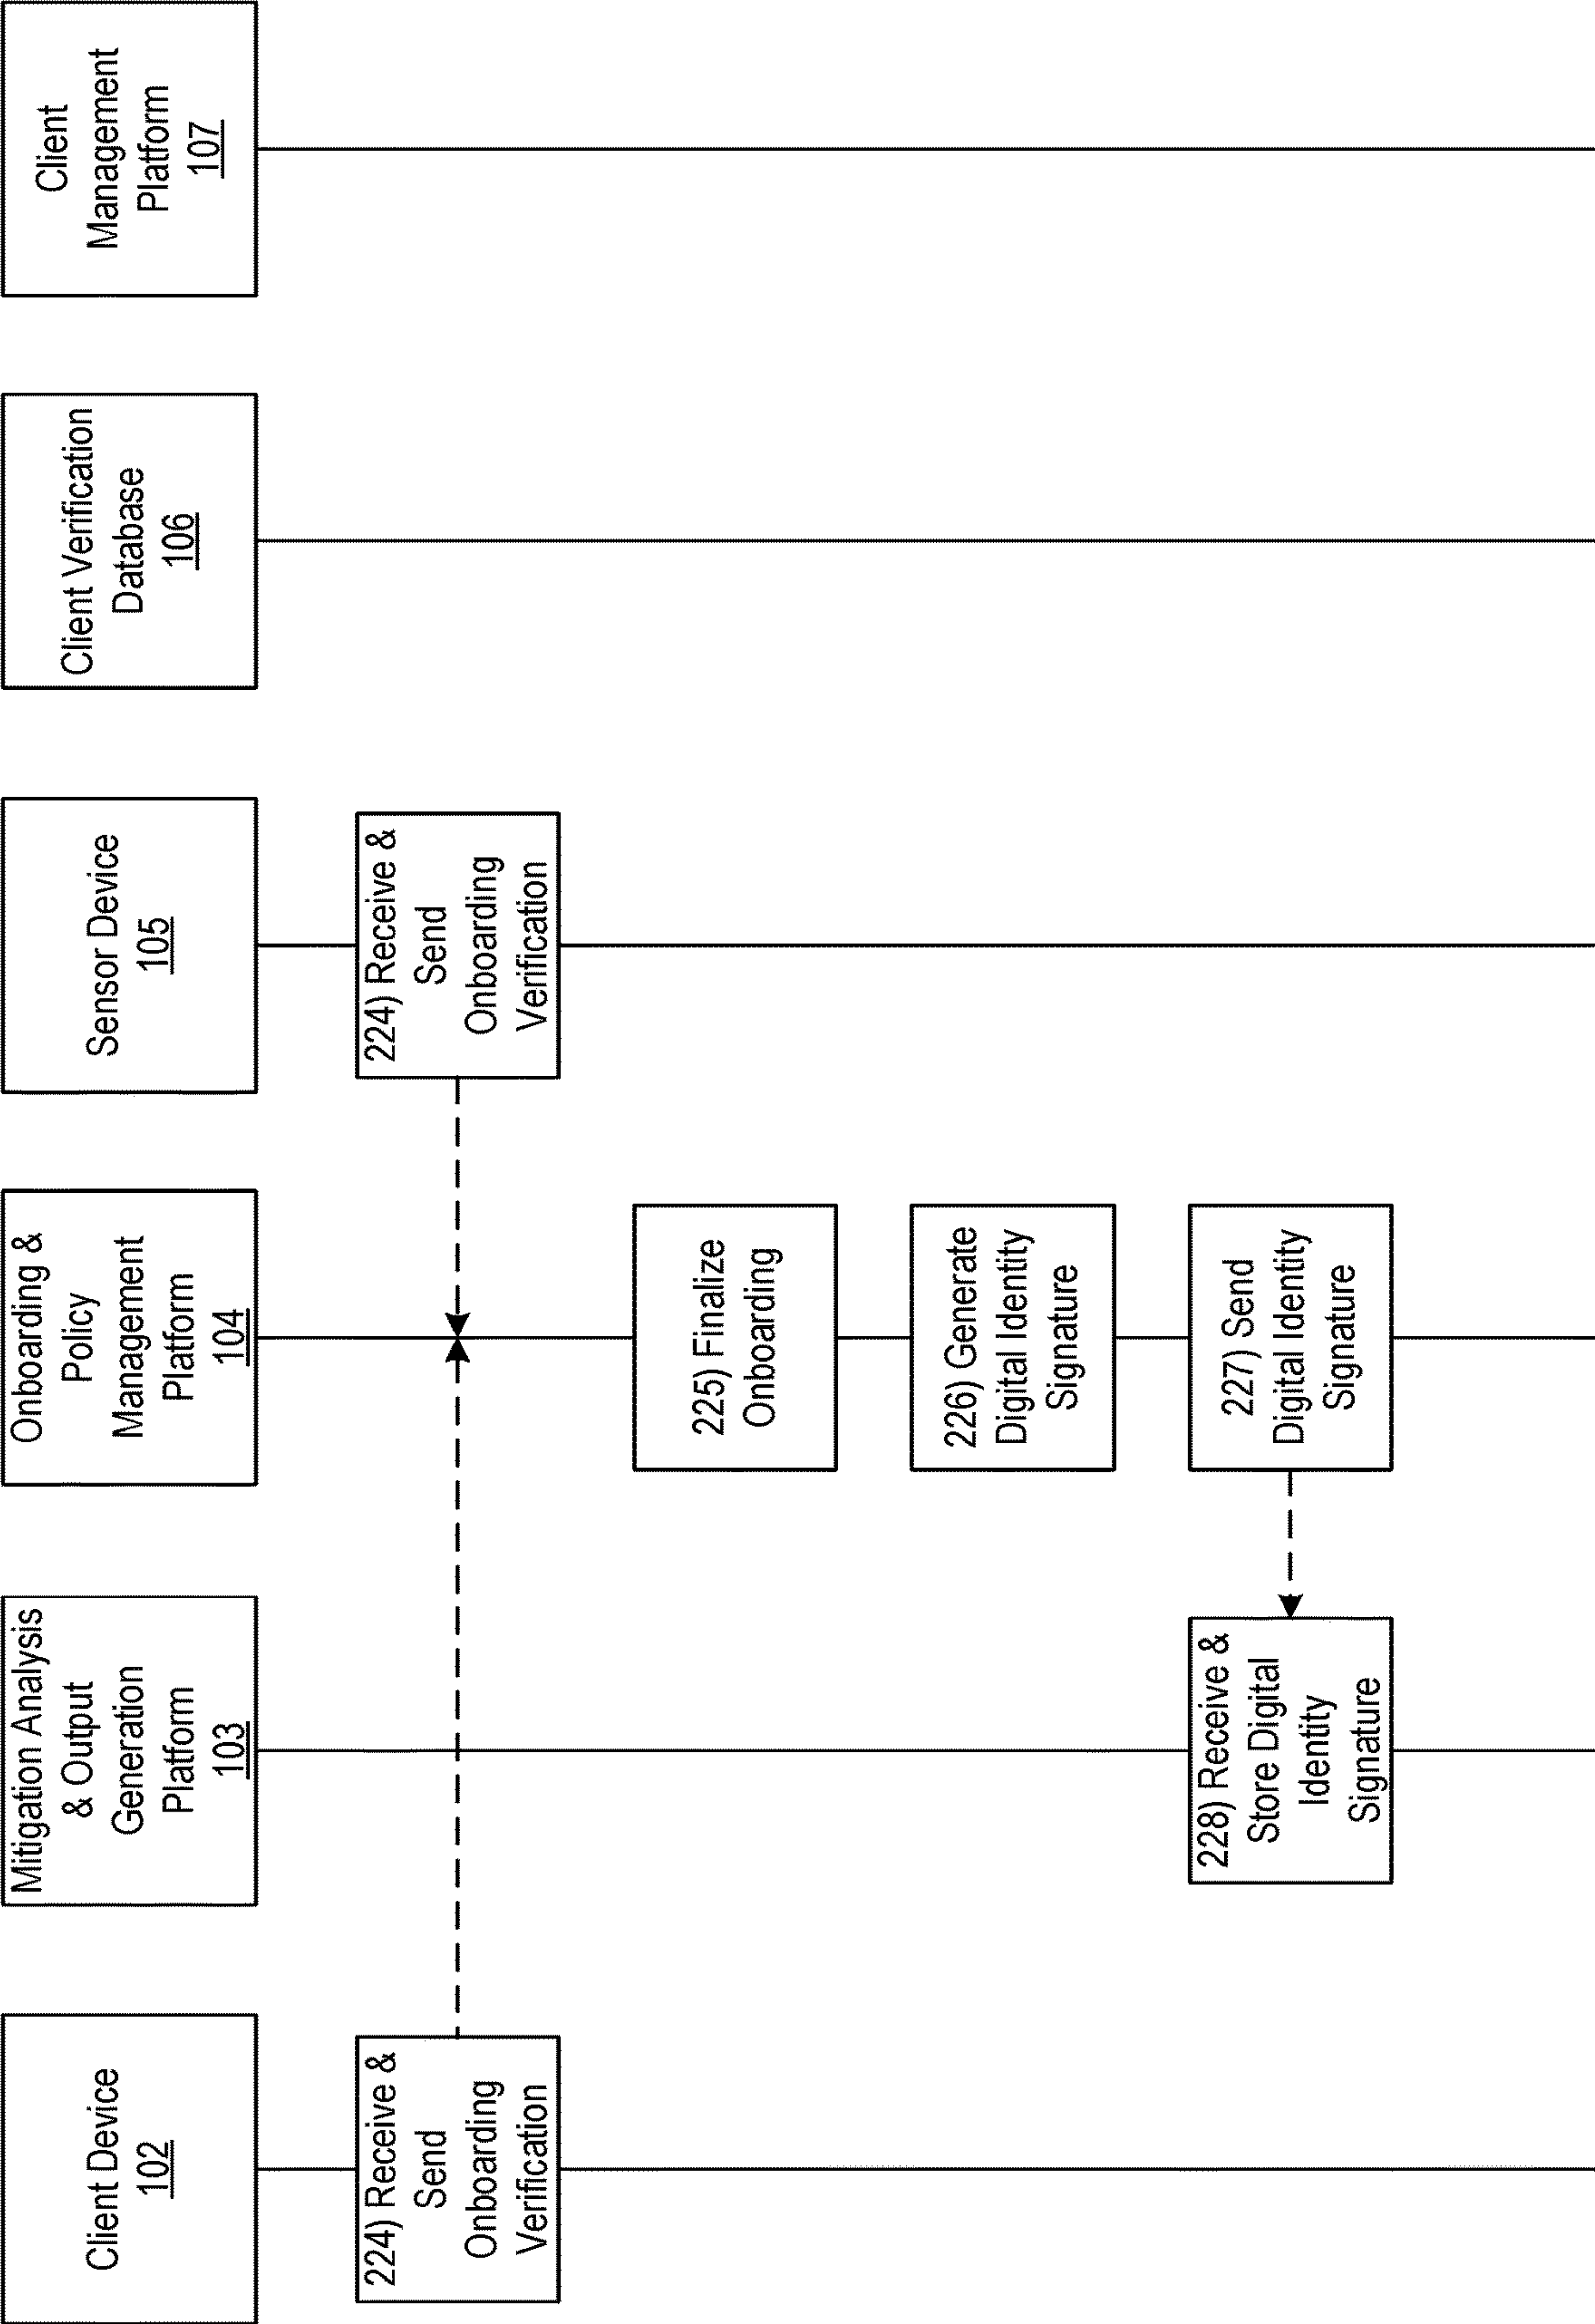 Client Device
102
Mitigation Analysis
& Output
Generation
Platform
103
Onboarding &
Policy
Management
Platform
104
Sensor Device
105
Client Verification
Database
106
Client
Management
Platform
107
224) Receive &
Send
Onboarding
Verification
224) Receive &
Send
Onboarding
Verification
225) Finalize
Onboarding
226) Generate
Digital Identity
Signature
227) Send
Digital Identity
Signature
228) Receive &
Store Digital
Identity
Signature